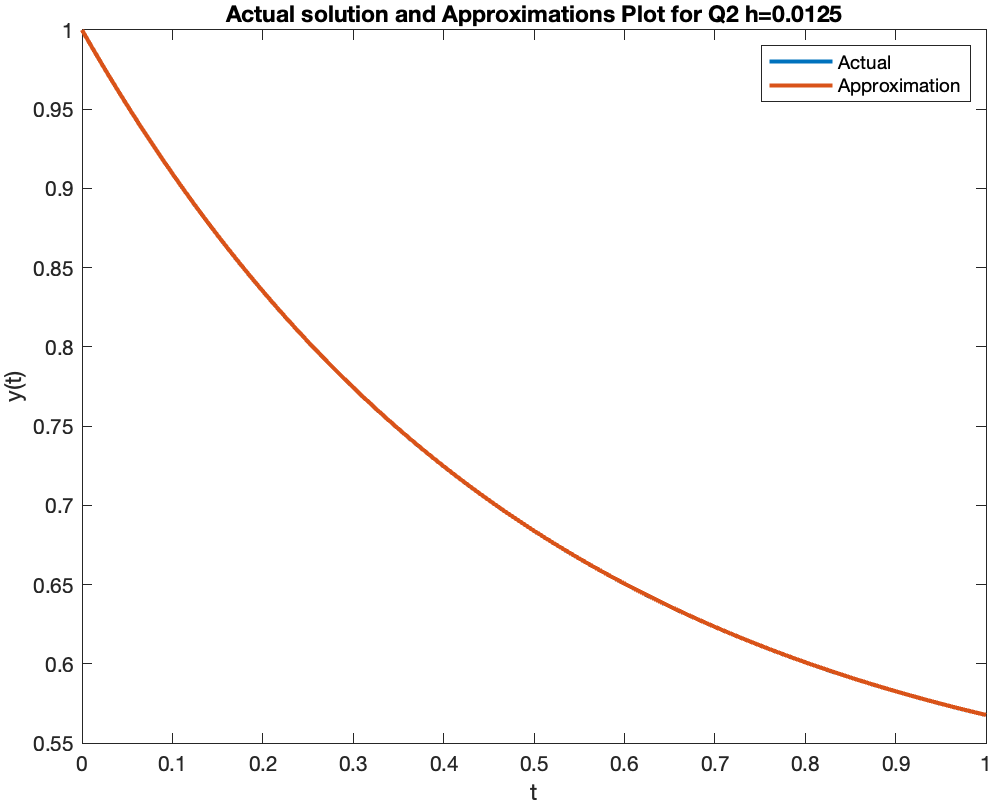 Actual solution and Approximations Plot for Q2 h=0.0125
Actual
Approximation
1
0.95
0.9
0.85
0.8
0.75
0.7
0.65
0.6
0.55
y(t)
0 0.1 0.2 0.3 0.4 0.5 0.6 0.7 0.8 0.9 1
t